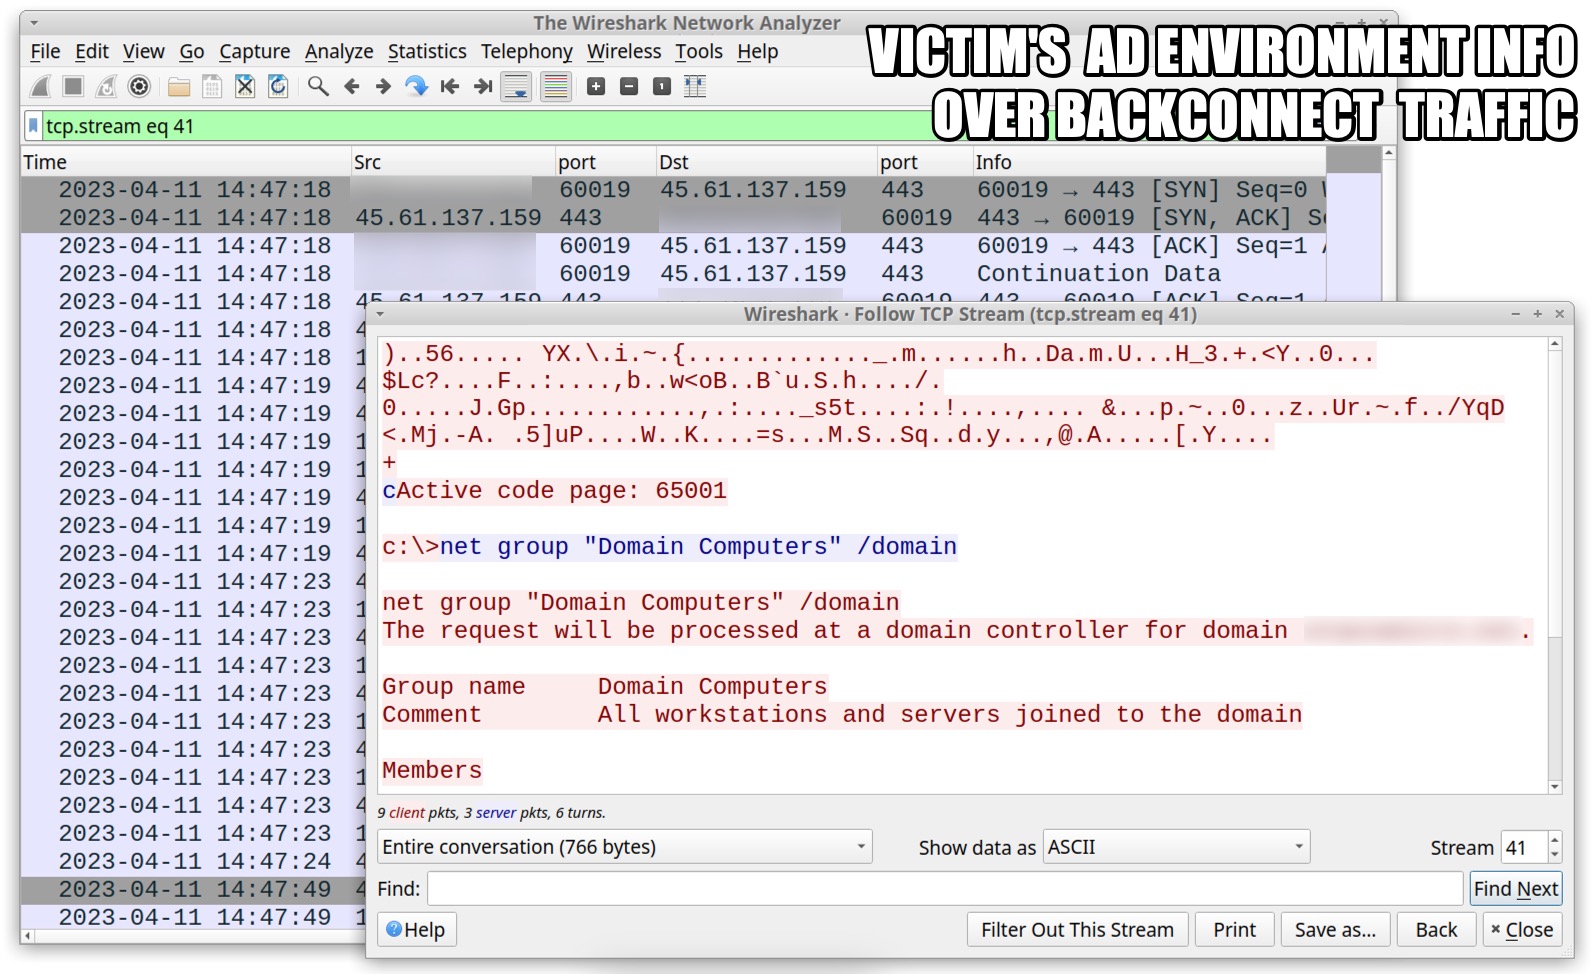 The Wireshark Network Analyzer
VICTIM'S AD ENVIRONMENT INFO
OVER BACKCONNECT TRAFFIC
File Edit View Go Capture Analyze Statistics Telephony Wireless Tools Help
tcp.stream eq 41
Time Src port Dst port Info
2023-04-11 14:47:18 60019 45.61.137.159 443 60019 → 443 [SYN] Seq=0
2023-04-11 14:47:18 45.61.137.159 443 60019 443 → 60019 [SYN, ACK]
2023-04-11 14:47:18 60019 45.61.137.159 443 60019 → 443 [ACK] Seq=1
2023-04-11 14:47:18 60019 45.61.137.159 443 Continuation Data
2023-04-11 14:47:18 45.61.137.159 443 60019 443 → 60019 [ACK] Seq=1
2023-04-11 14:47:18 4
2023-04-11 14:47:18 1
2023-04-11 14:47:19 4
2023-04-11 14:47:19 4
2023-04-11 14:47:19 1
2023-04-11 14:47:19 1
2023-04-11 14:47:19 4
2023-04-11 14:47:19 1
2023-04-11 14:47:19 4
2023-04-11 14:47:23 4
2023-04-11 14:47:23 1
2023-04-11 14:47:23 4
2023-04-11 14:47:23 1
2023-04-11 14:47:23 4
2023-04-11 14:47:23 1
2023-04-11 14:47:23 4
2023-04-11 14:47:23 1
2023-04-11 14:47:23 4
2023-04-11 14:47:23 1
2023-04-11 14:47:24 4
2023-04-11 14:47:49 4
2023-04-11 14:47:49 1
Wireshark · Follow TCP Stream (tcp.stream eq 41)
)..56..... YX.\.i.~.{............._.m......h..Da.m.U...H_3.+.<Y..0...
$Lc?....F..:....,b..w<oB..B`u.S.h..../.
0.....J.Gp............,.:...._s5t....:.!....,.... &...p.~..0...z..Ur.~.f../YqD
<.Mj.-A. .5]uP....W..K....=s...M.S..Sq..d.y...,@.A.....[.Y....
+
cActive code page: 65001
c:\>net group "Domain Computers" /domain
net group "Domain Computers" /domain
The request will be processed at a domain controller for domain .
Group name Domain Computers
Comment All workstations and servers joined to the domain
Members
9 client pkts, 3 server pkts, 6 turns.
Entire conversation (766 bytes) Show data as ASCII Stream 41
Find: Find Next
Help Filter Out This Stream Print Save as... Back Close